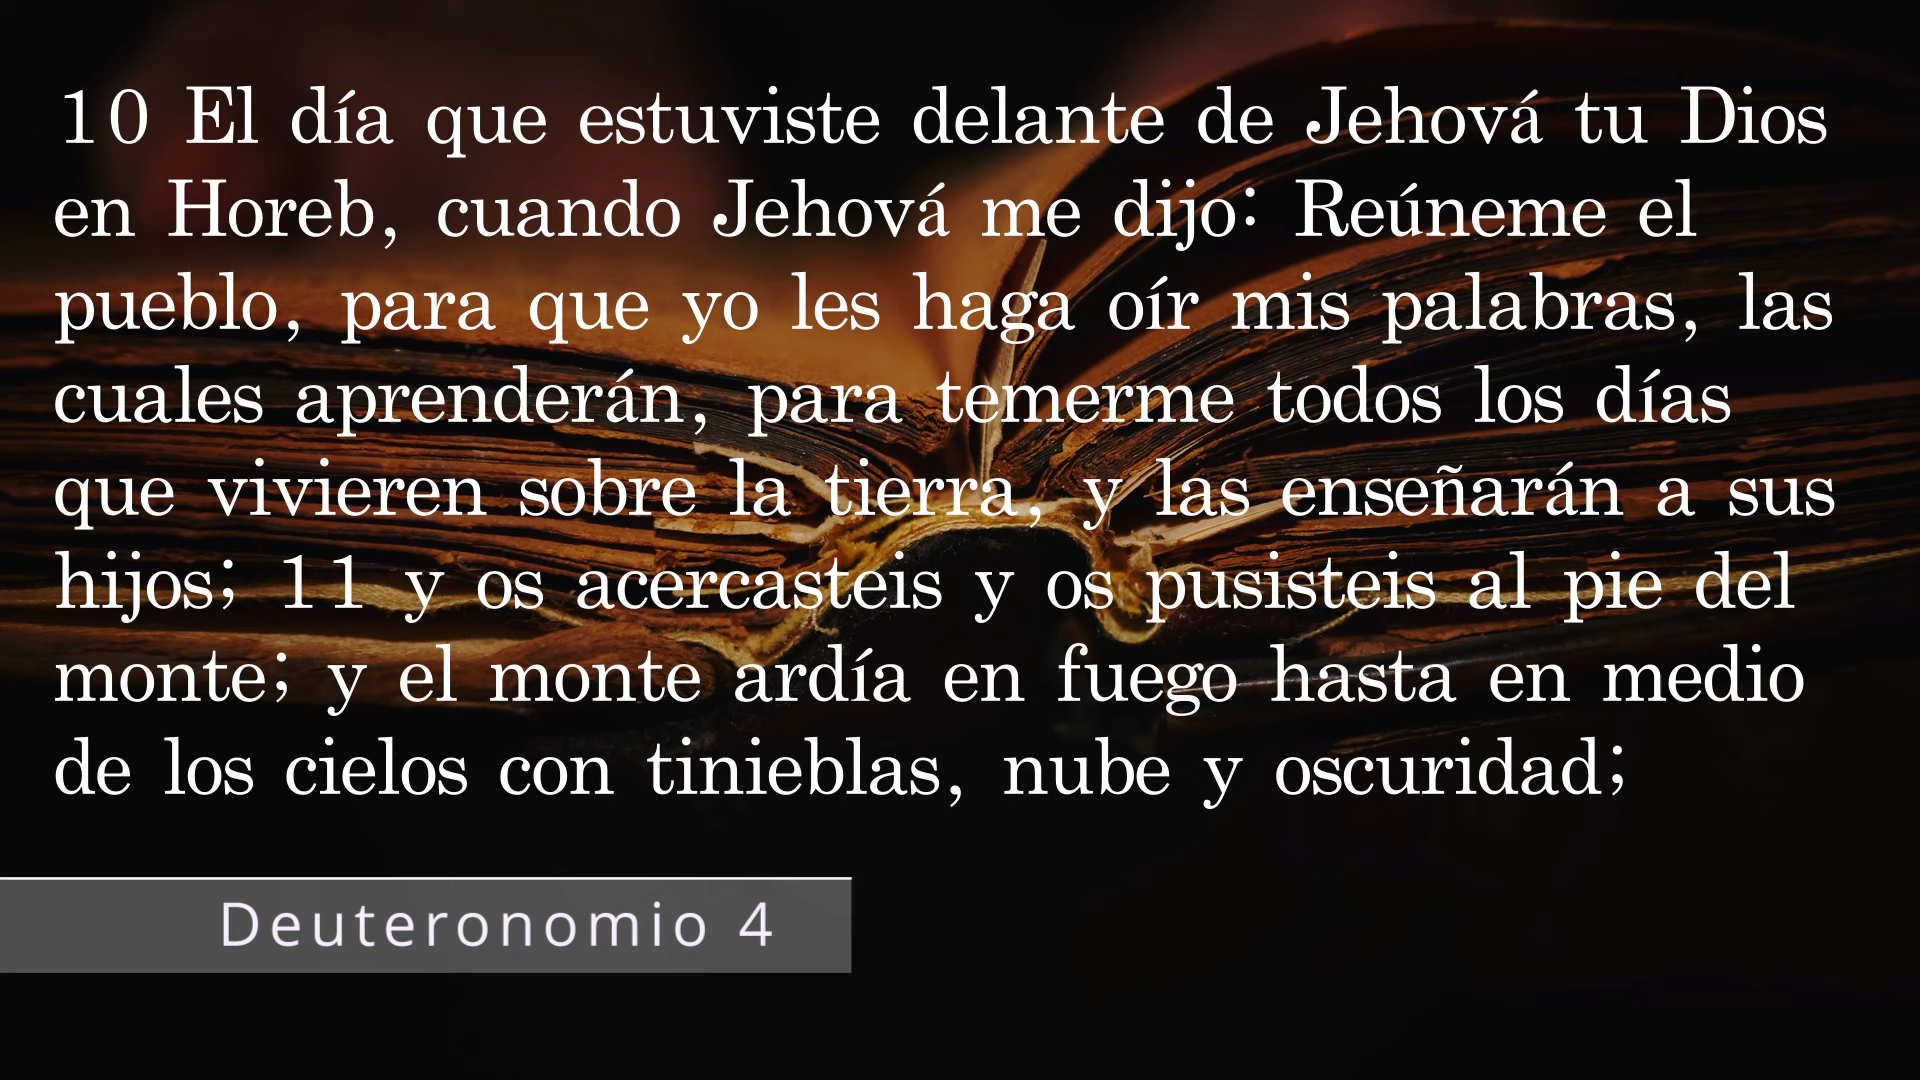 10 El día que estuviste delante de Jehová tu Dios
en Horeb, cuando Jehová me dijo: Reúneme el
pueblo, para que yo les haga oír mis palabras, las
cuales aprenderán, para temerme todos los días
que vivieren sobre la tierra, y las enseñarán a sus
hijos; 11 y os acercasteis y os pusisteis al pie del
monte; y el monte ardía en fuego hasta en medio
de los cielos con tinieblas, nube y oscuridad;
Deuteronomio 4